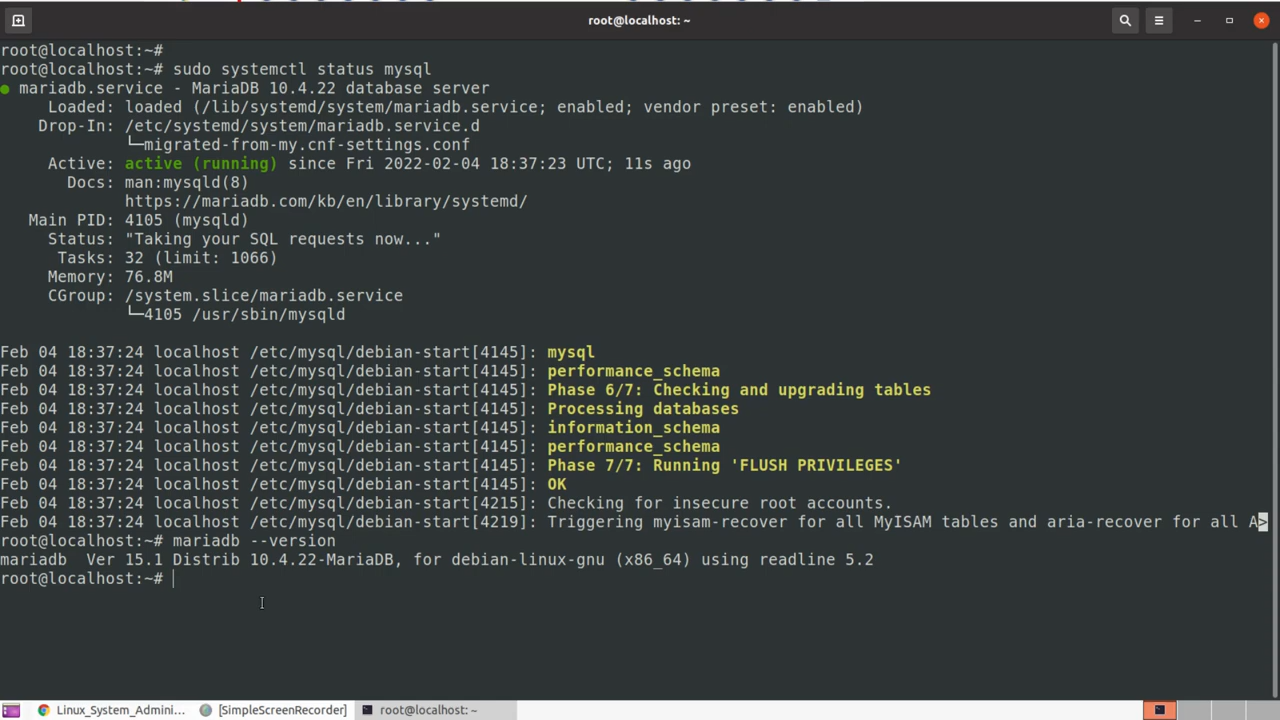 root@localhost: ~
root@localhost:~#
root@localhost:~# sudo systemctl status mysql
● mariadb.service - MariaDB 10.4.22 database server
Loaded: loaded (/lib/systemd/system/mariadb.service; enabled; vendor preset: enabled)
Drop-In: /etc/systemd/system/mariadb.service.d
└─migrated-from-my.cnf-settings.conf
Active: active (running) since Fri 2022-02-04 18:37:23 UTC; 11s ago
Docs: man:mysqld(8)
https://mariadb.com/kb/en/library/systemd/
Main PID: 4105 (mysqld)
Status: "Taking your SQL requests now..."
Tasks: 32 (limit: 1066)
Memory: 76.8M
CGroup: /system.slice/mariadb.service
└─4105 /usr/sbin/mysqld
Feb 04 18:37:24 localhost /etc/mysql/debian-start[4145]: mysql
Feb 04 18:37:24 localhost /etc/mysql/debian-start[4145]: performance_schema
Feb 04 18:37:24 localhost /etc/mysql/debian-start[4145]: Phase 6/7: Checking and upgrading tables
Feb 04 18:37:24 localhost /etc/mysql/debian-start[4145]: Processing databases
Feb 04 18:37:24 localhost /etc/mysql/debian-start[4145]: information_schema
Feb 04 18:37:24 localhost /etc/mysql/debian-start[4145]: performance_schema
Feb 04 18:37:24 localhost /etc/mysql/debian-start[4145]: Phase 7/7: Running 'FLUSH PRIVILEGES'
Feb 04 18:37:24 localhost /etc/mysql/debian-start[4145]: OK
Feb 04 18:37:24 localhost /etc/mysql/debian-start[4215]: Checking for insecure root accounts.
Feb 04 18:37:24 localhost /etc/mysql/debian-start[4219]: Triggering myisam-recover for all MyISAM tables and aria-recover for all A>
root@localhost:~# mariadb --version
mariadb  Ver 15.1 Distrib 10.4.22-MariaDB, for debian-linux-gnu (x86_64) using readline 5.2
root@localhost:~#
Linux_System_Admini... [SimpleScreenRecorder] root@localhost: ~